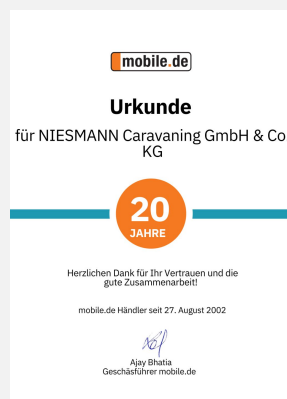 mobile.de
Urkunde
für NIESMANN Caravaning GmbH & Co
KG
20
JAHRE
Herzlichen Dank für Ihr Vertrauen und die
gute Zusammenarbeit!
mobile.de Händler seit 27. August 2002
Ajay Bhatia
Geschäsführer mobile.de